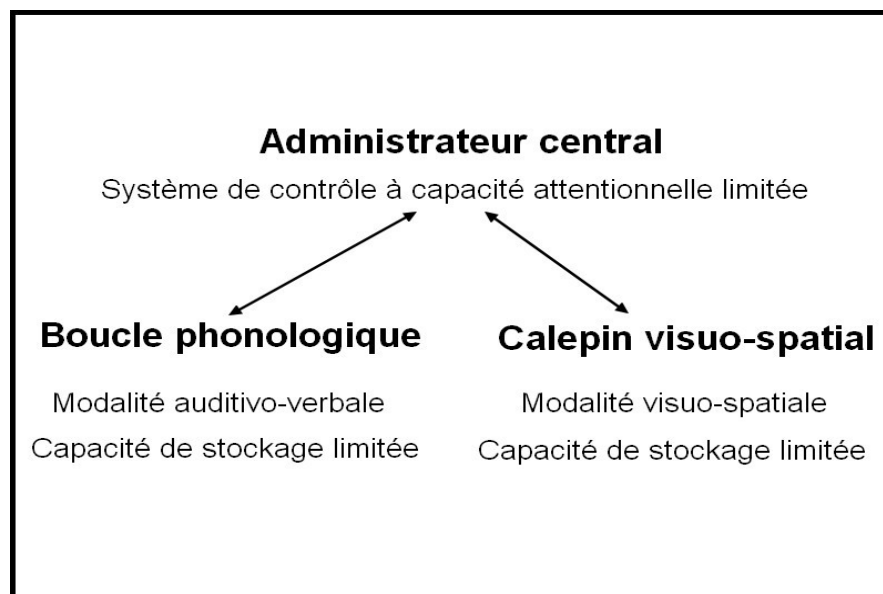 Administrateur central
Système de contrôle à capacité attentionnelle limitée
Boucle phonologique
Calepin visuo-spatial
Modalité auditivo-verbale
Modalité visuo-spatiale
Capacité de stockage limitée
Capacité de stockage limitée